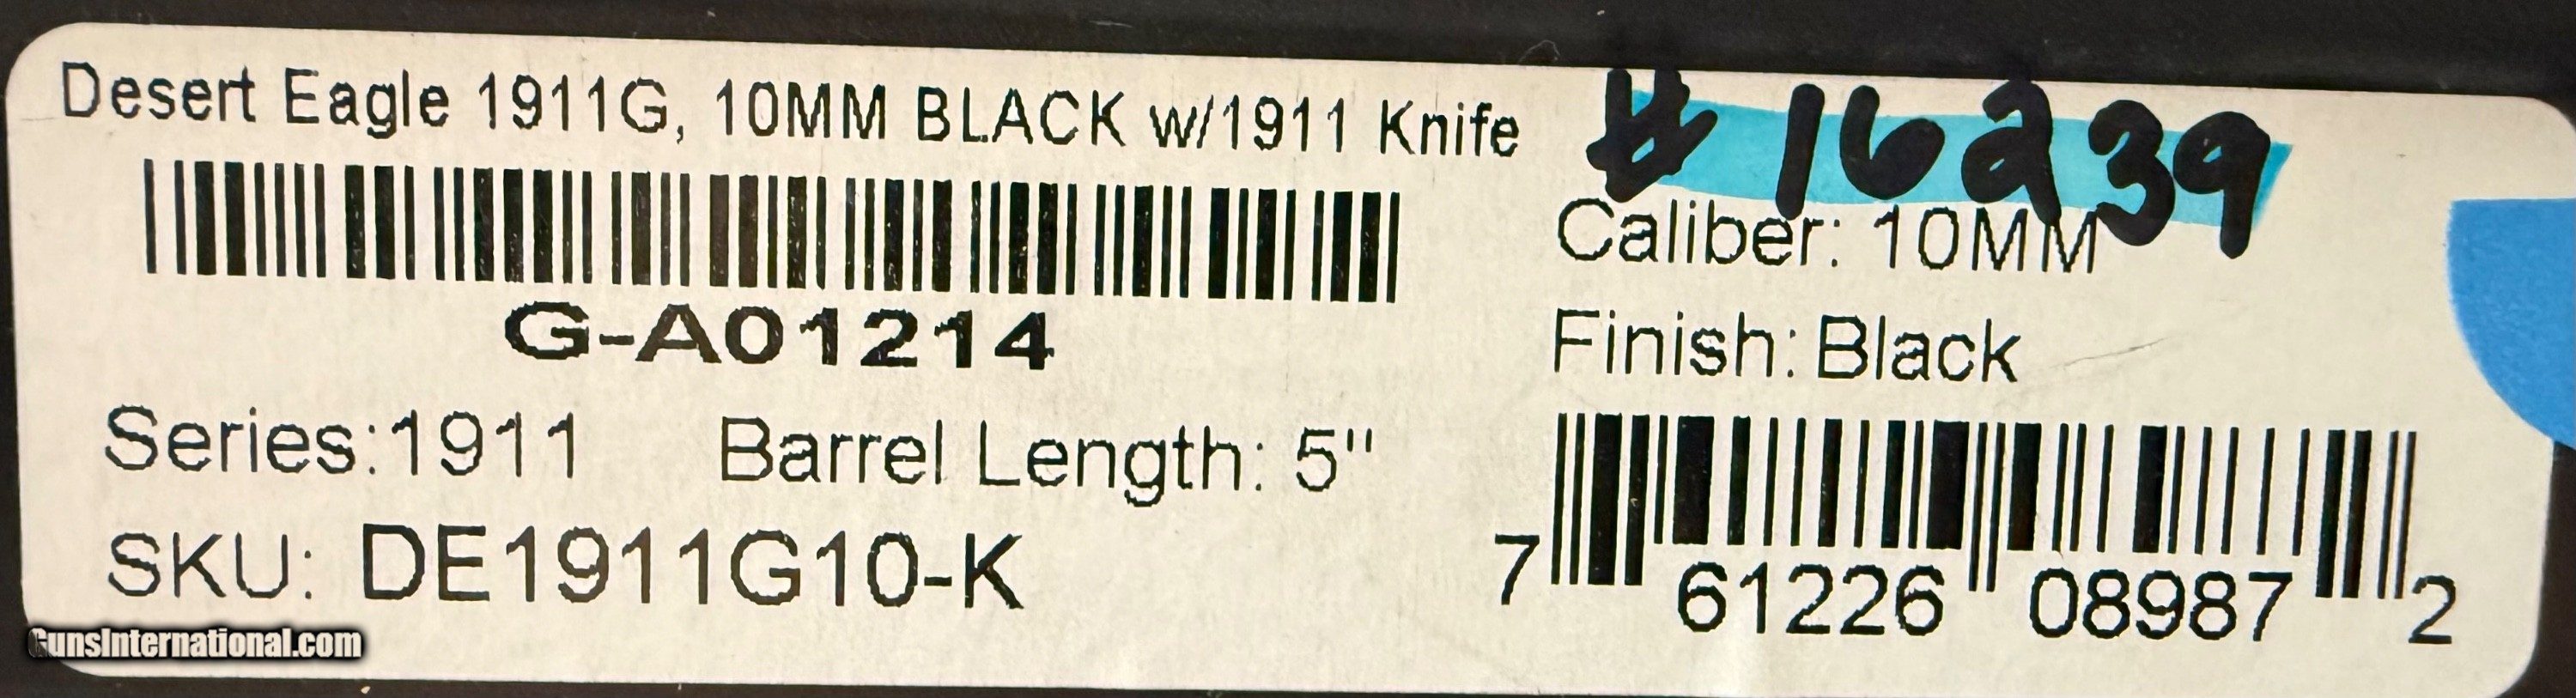 Desert Eagle 1911G, 10MM BLACK w/1911 Knife
# 16239
G-A01214
Caliber: 10MM
Finish: Black
Series:1911 Barrel Length: 5"
SKU: DE1911G10-K
7 61226 08987 2
GunsInternational.com